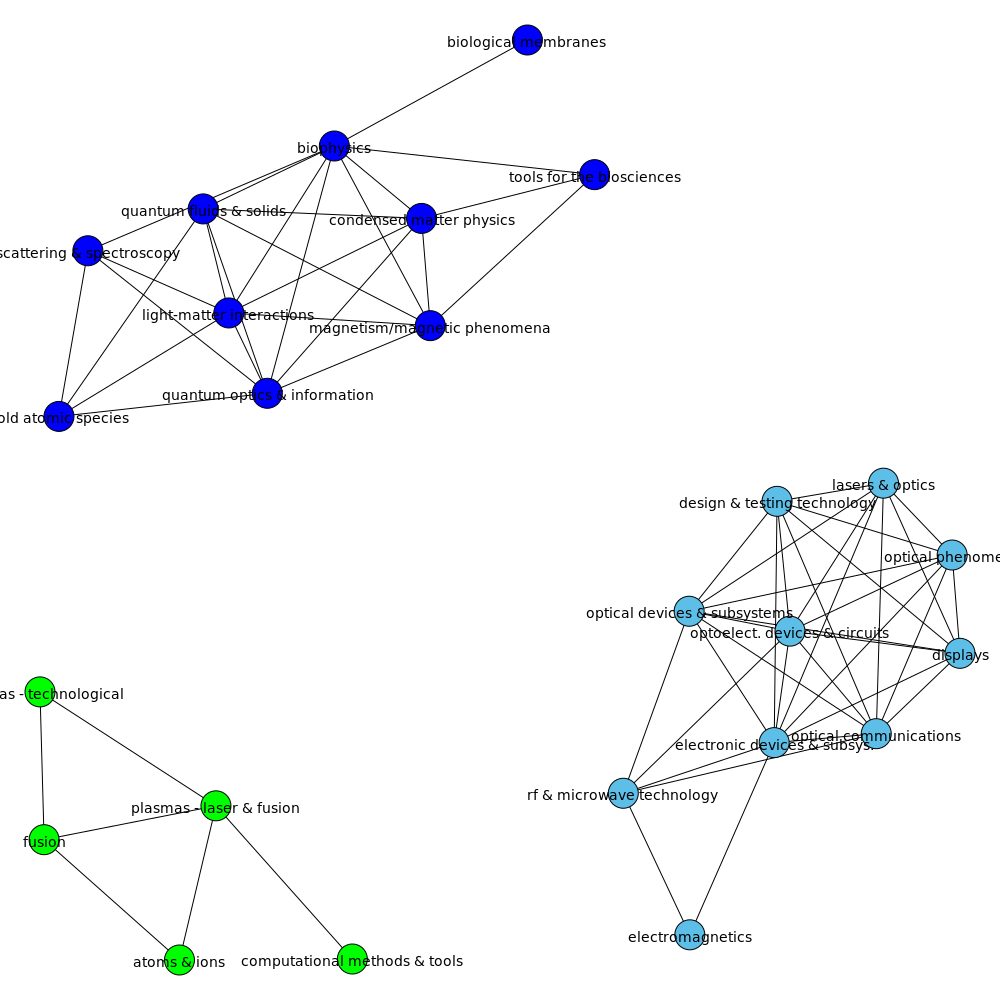 biological membranes
biophysics
tools for the biosciences
quantum fluids & solids
condensed matter physics
scattering & spectroscopy
light-matter interactions
magnetism/magnetic phenomena
quantum optics & information
old atomic species
lasers & optics
design & testing technology
optical phenome
optical devices & subsystems
optoelect. devices & circuits
displays
optical communications
electronic devices & subsys.
rf & microwave technology
electromagnetics
as - technological
plasmas - laser & fusion
fusion
atoms & ions
computational methods & tools